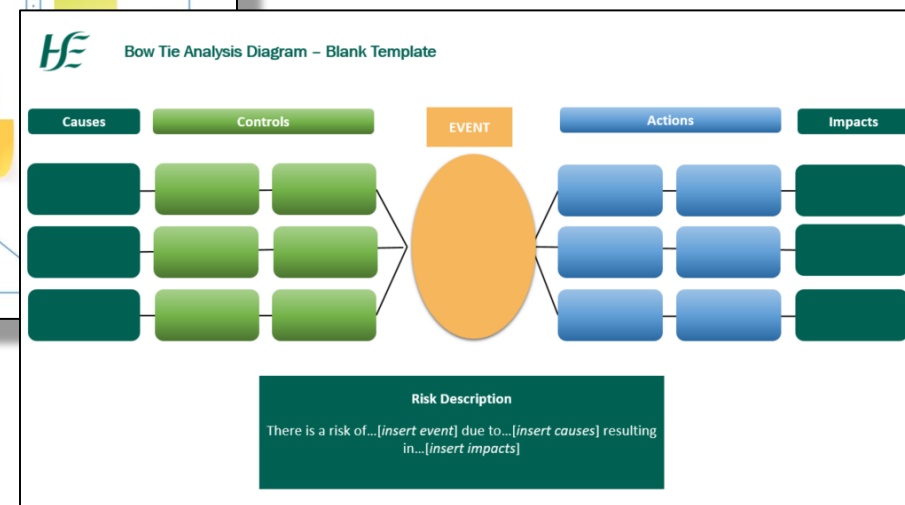 HE
Bow Tie Analysis Diagram – Blank Template
Causes
Controls
EVENT
Actions
Impacts
Risk Description
There is a risk of...[insert event] due to...[insert causes] resulting
in...[insert impacts]